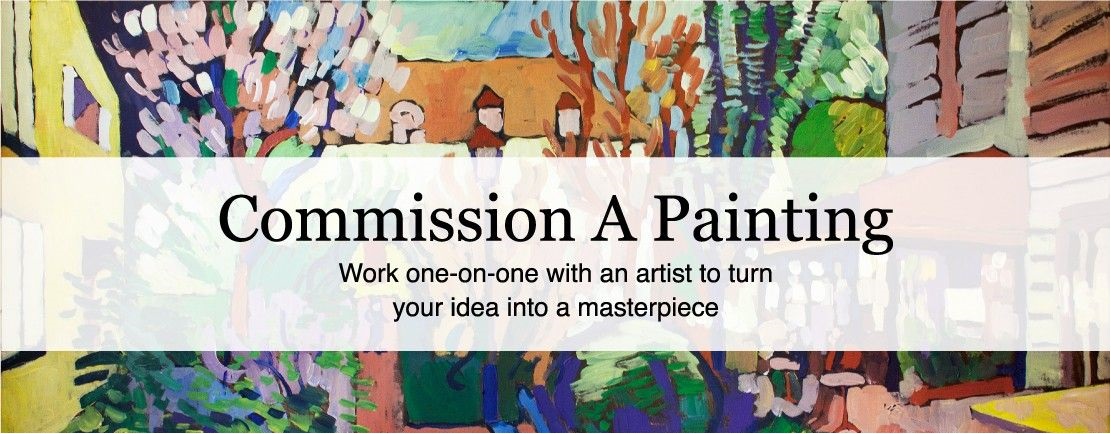 Commission A Painting
Work one-on-one with an artist to turn
your idea into a masterpiece